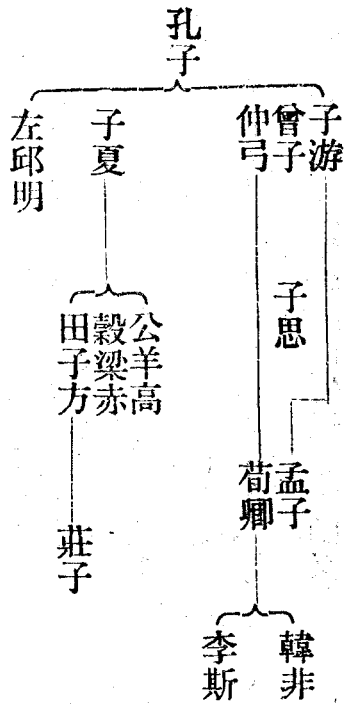 孔子
子游
曾子
仲弓
子夏
左邱明
子思
公羊高
穀梁赤
田子方
孟子
荀卿
莊子
韓非
李斯